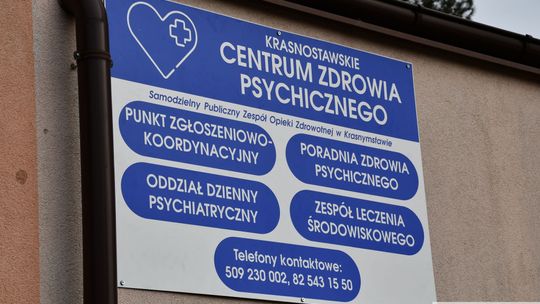 KRASNOSTAWSKIE
CENTRUM ZDROWIA
PSYCHICZNEGO
Samodzielny Publiczny Zespół Opieki Zdrowotnej w Krasnymstawie
PUNKT ZGŁOSZENIOWO-
KOORDYNACYJNY
PORADNIA ZDROWIA
PSYCHICZNEGO
ODDZIAŁ DZIENNY
PSYCHIATRYCZNY
ZESPÓŁ LECZENIA
ŚRODOWISKOWEGO
Telefony kontaktowe:
509 230 002, 82 543 15 50